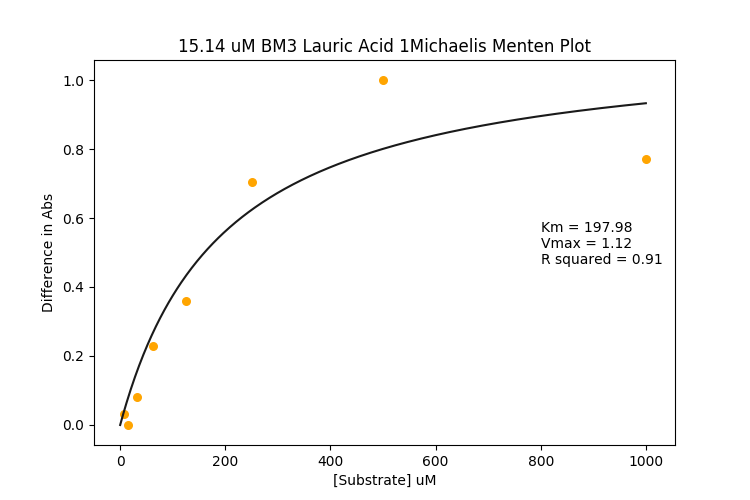 15.14 uM BM3 Lauric Acid 1Michaelis Menten Plot
1.0
0.8
0.6
0.4
0.2
0.0
Difference in Abs
Km = 197.98
Vmax = 1.12
R squared = 0.91
0
200
400
600
800
1000
[Substrate] uM